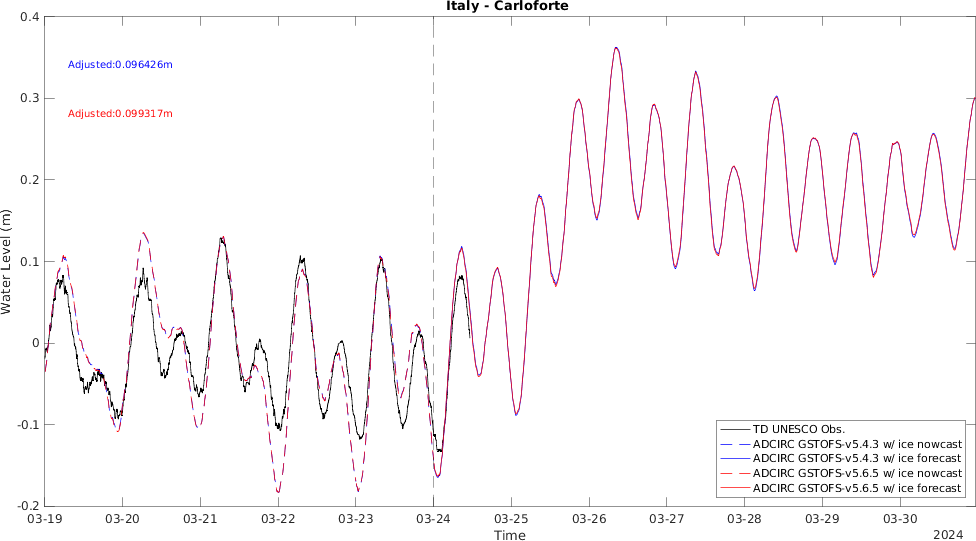 Italy - Carloforte
Adjusted:0.096426m
Adjusted:0.099317m
Water Level (m)
0.4
0.3
0.2
0.1
0
-0.1
-0.2
TD UNESCO Obs.
ADCIRC GSTOFS-v5.4.3 w/ ice nowcast
ADCIRC GSTOFS-v5.4.3 w/ ice forecast
ADCIRC GSTOFS-v5.6.5 w/ ice nowcast
ADCIRC GSTOFS-v5.6.5 w/ ice forecast
03-19 03-20 03-21 03-22 03-23 03-24 03-25 03-26 03-27 03-28 03-29 03-30
Time
2024